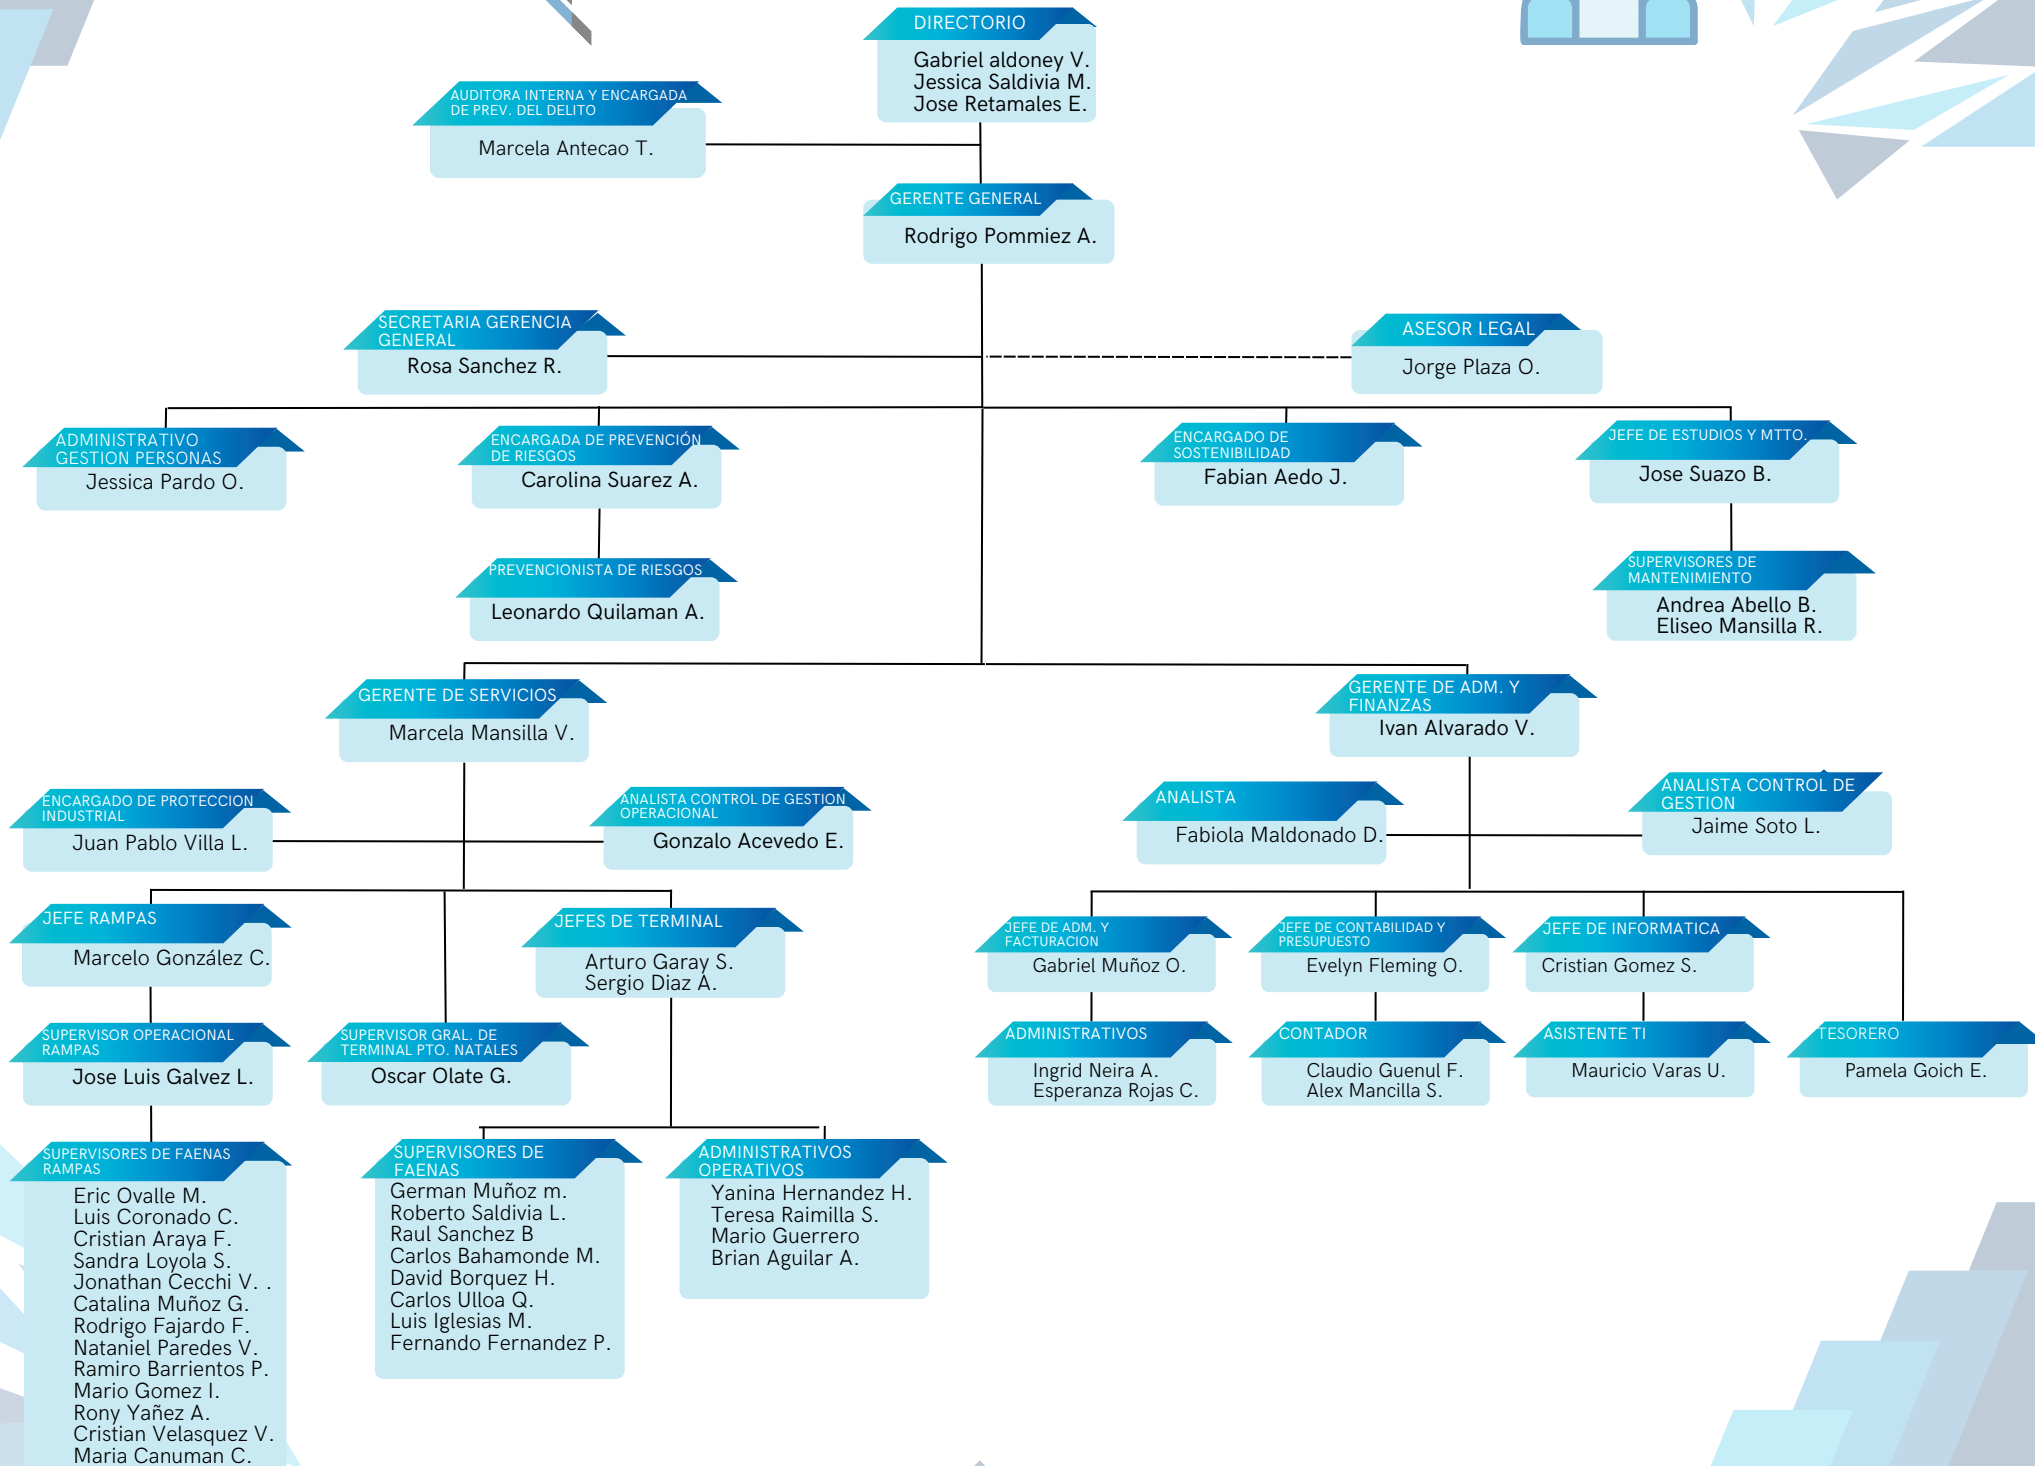 DIRECTORIO
Gabriel aldoney V.
Jessica Saldivia M.
Jose Retamales E.
AUDITORA INTERNA Y ENCARGADA
DE PREV. DEL DELITO
Marcela Antecao T.
GERENTE GENERAL
Rodrigo Pommiez A.
SECRETARIA GERENCIA
GENERAL
Rosa Sanchez R.
ASESOR LEGAL
Jorge Plaza O.
ADMINISTRATIVO
GESTION PERSONAS
Jessica Pardo O.
ENCARGADA DE PREVENCIÓN
DE RIESGOS
Carolina Suarez A.
ENCARGADO DE
SOSTENIBILIDAD
Fabian Aedo J.
JEFE DE ESTUDIOS Y MTTO.
Jose Suazo B.
PREVENCIONISTA DE RIESGOS
Leonardo Quilaman A.
SUPERVISORES DE
MANTENIMIENTO
Andrea Abello B.
Eliseo Mansilla R.
GERENTE DE SERVICIOS
Marcela Mansilla V.
GERENTE DE ADM. Y
FINANZAS
Ivan Alvarado V.
ENCARGADO DE PROTECCION
INDUSTRIAL
Juan Pablo Villa L.
ANALISTA CONTROL DE GESTION
OPERACIONAL
Gonzalo Acevedo E.
ANALISTA
Fabiola Maldonado D.
ANALISTA CONTROL DE
GESTION
Jaime Soto L.
JEFE RAMPAS
Marcelo González C.
JEFES DE TERMINAL
Arturo Garay S.
Sergio Diaz A.
JEFE DE ADM. Y
FACTURACION
Gabriel Muñoz O.
JEFE DE CONTABILIDAD Y
PRESUPUESTO
Evelyn Fleming O.
JEFE DE INFORMATICA
Cristian Gomez S.
SUPERVISOR OPERACIONAL
RAMPAS
Jose Luis Galvez L.
SUPERVISOR GRAL. DE
TERMINAL PTO. NATALES
Oscar Olate G.
ADMINISTRATIVOS
Ingrid Neira A.
Esperanza Rojas C.
CONTADOR
Claudio Guenul F.
Alex Mancilla S.
ASISTENTE TI
Mauricio Varas U.
TESORERO
Pamela Goich E.
SUPERVISORES DE FAENAS
RAMPAS
Eric Ovalle M.
Luis Coronado C.
Cristian Araya F.
Sandra Loyola S.
Jonathan Cecchi V. .
Catalina Muñoz G.
Rodrigo Fajardo F.
Nataniel Paredes V.
Ramiro Barrientos P.
Mario Gomez I.
Rony Yañez A.
Cristian Velasquez V.
Maria Canuman C.
SUPERVISORES DE
FAENAS
German Muñoz m.
Roberto Saldivia L.
Raul Sanchez B
Carlos Bahamonde M.
David Borquez H.
Carlos Ulloa Q.
Luis Iglesias M.
Fernando Fernandez P.
ADMINISTRATIVOS
OPERATIVOS
Yanina Hernandez H.
Teresa Raimilla S.
Mario Guerrero
Brian Aguilar A.